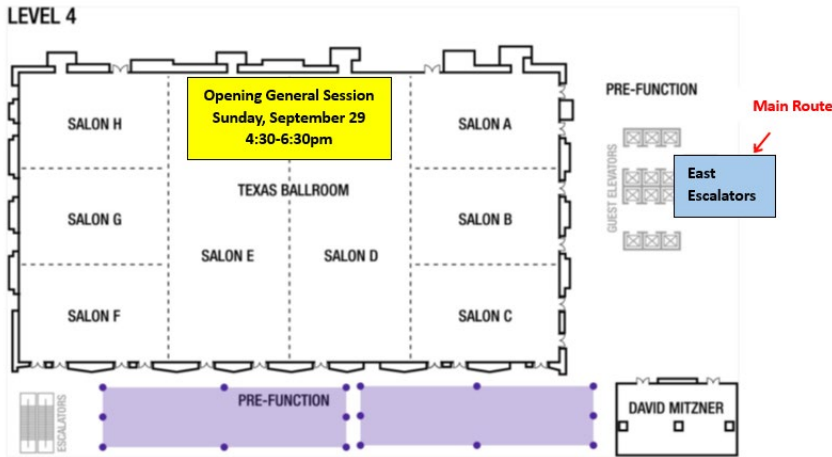 LEVEL 4
Opening General Session
Sunday, September 29
4:30-6:30pm
PRE-FUNCTION
Main Route
SALON H
SALON A
East
Escalators
GUEST ELEVATORS
TEXAS BALLROOM
SALON G
SALON B
SALON E
SALON D
SALON F
SALON C
ESCALATORS
PRE-FUNCTION
DAVID MITZNER